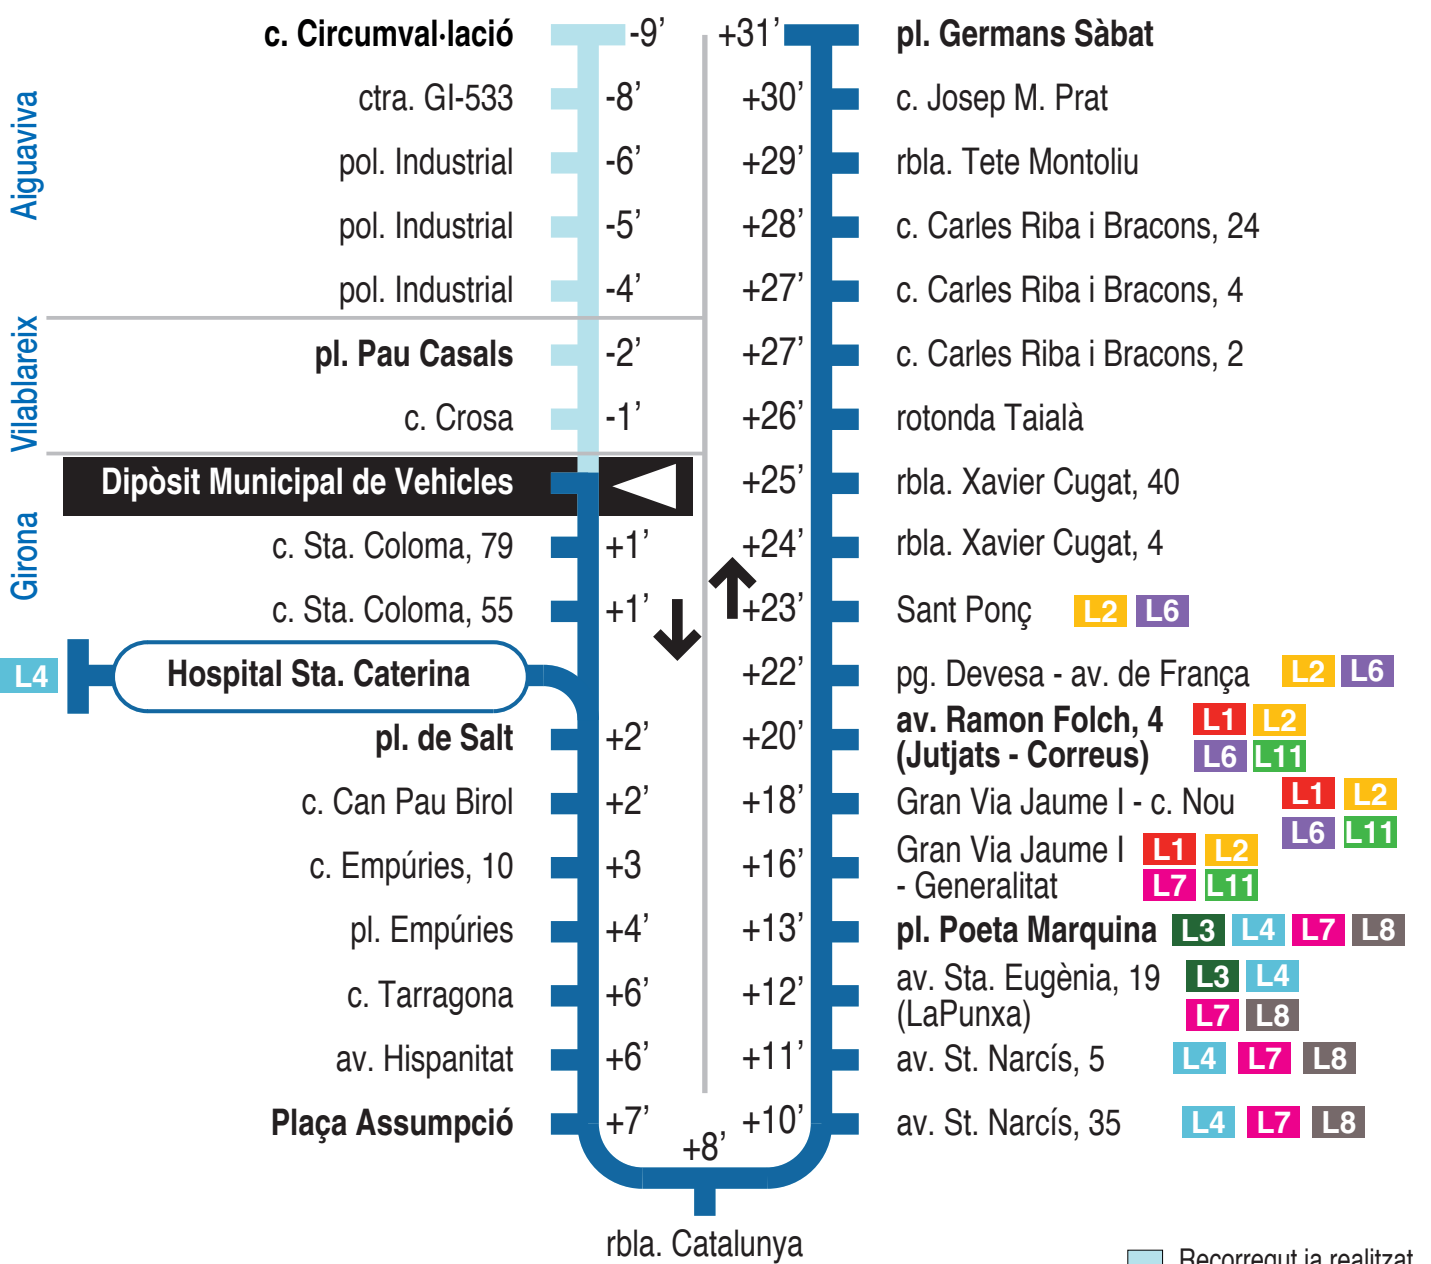 Aiguaviva
c. Circumval·lació -9’
ctra. GI-533 -8’
pol. Industrial -6’
pol. Industrial -5’
pol. Industrial -4’
Vilablareix
pl. Pau Casals -2’
c. Crosa -1’
Girona
Dipòsit Municipal de Vehicles
c. Sta. Coloma, 79 +1’
c. Sta. Coloma, 55 +1’
L4 Hospital Sta. Caterina
pl. de Salt +2’
c. Can Pau Birol +2’
c. Empúries, 10 +3
pl. Empúries +4’
c. Tarragona +6’
av. Hispanitat +6’
Plaça Assumpció +7’
+8’
rbla. Catalunya
+31’ pl. Germans Sàbat
+30’ c. Josep M. Prat
+29’ rbla. Tete Montoliu
+28’ c. Carles Riba i Bracons, 24
+27’ c. Carles Riba i Bracons, 4
+27’ c. Carles Riba i Bracons, 2
+26’ rotonda Taialà
+25’ rbla. Xavier Cugat, 40
+24’ rbla. Xavier Cugat, 4
+23’ Sant Ponç L2 L6
+22’ pg. Devesa - av. de França L2 L6
+20’ av. Ramon Folch, 4 L1 L2
(Jutjats - Correus) L6 L11
+18’ Gran Via Jaume I - c. Nou L1 L2
L6 L11
+16’ Gran Via Jaume I L1 L2
- Generalitat L7 L11
+13’ pl. Poeta Marquina L3 L4 L7 L8
+12’ av. Sta. Eugènia, 19 L3 L4
(LaPunxa) L7 L8
+11’ av. St. Narcís, 5 L4 L7 L8
+10’ av. St. Narcís, 35 L4 L7 L8
Recorregut ja realitzat